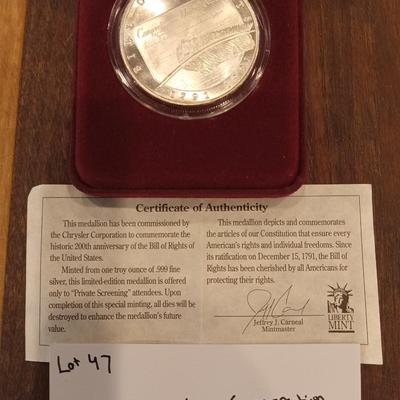 1991
Certificate of Authenticity
This medallion has been commissioned by
the Chrysler Corporation to commemorate the
historic 200th anniversary of the Bill of Rights of
the United States.
Minted from one troy ounce of .999 fine
silver, this limited-edition medallion is offered
only to "Private Screening" attendees. Upon
completion of this special minting, all dies will be
destroyed to enhance the medallion's future
value.
This medallion depicts and commemorates
the articles of our Constitution that ensure every
American's rights and individual freedoms. Since
its ratification on December 15, 1791, the Bill of
Rights has been cherished by all Americans for
protecting their rights.
Jeffrey J. Carneal
Mintmaster
LIBERTY
MINT
Lot 47